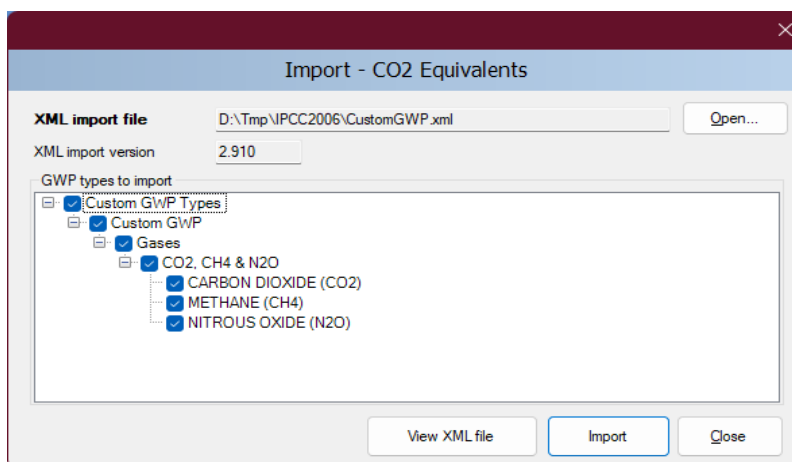 Import - CO2 Equivalents
XML import file D:\Tmp\IPCC2006\CustomGWP.xml Open...
XML import version 2.910
GWP types to import
Custom GWP Types
Custom GWP
Gases
CO2, CH4 & N2O
CARBON DIOXIDE (CO2)
METHANE (CH4)
NITROUS OXIDE (N2O)
View XML file Import Close